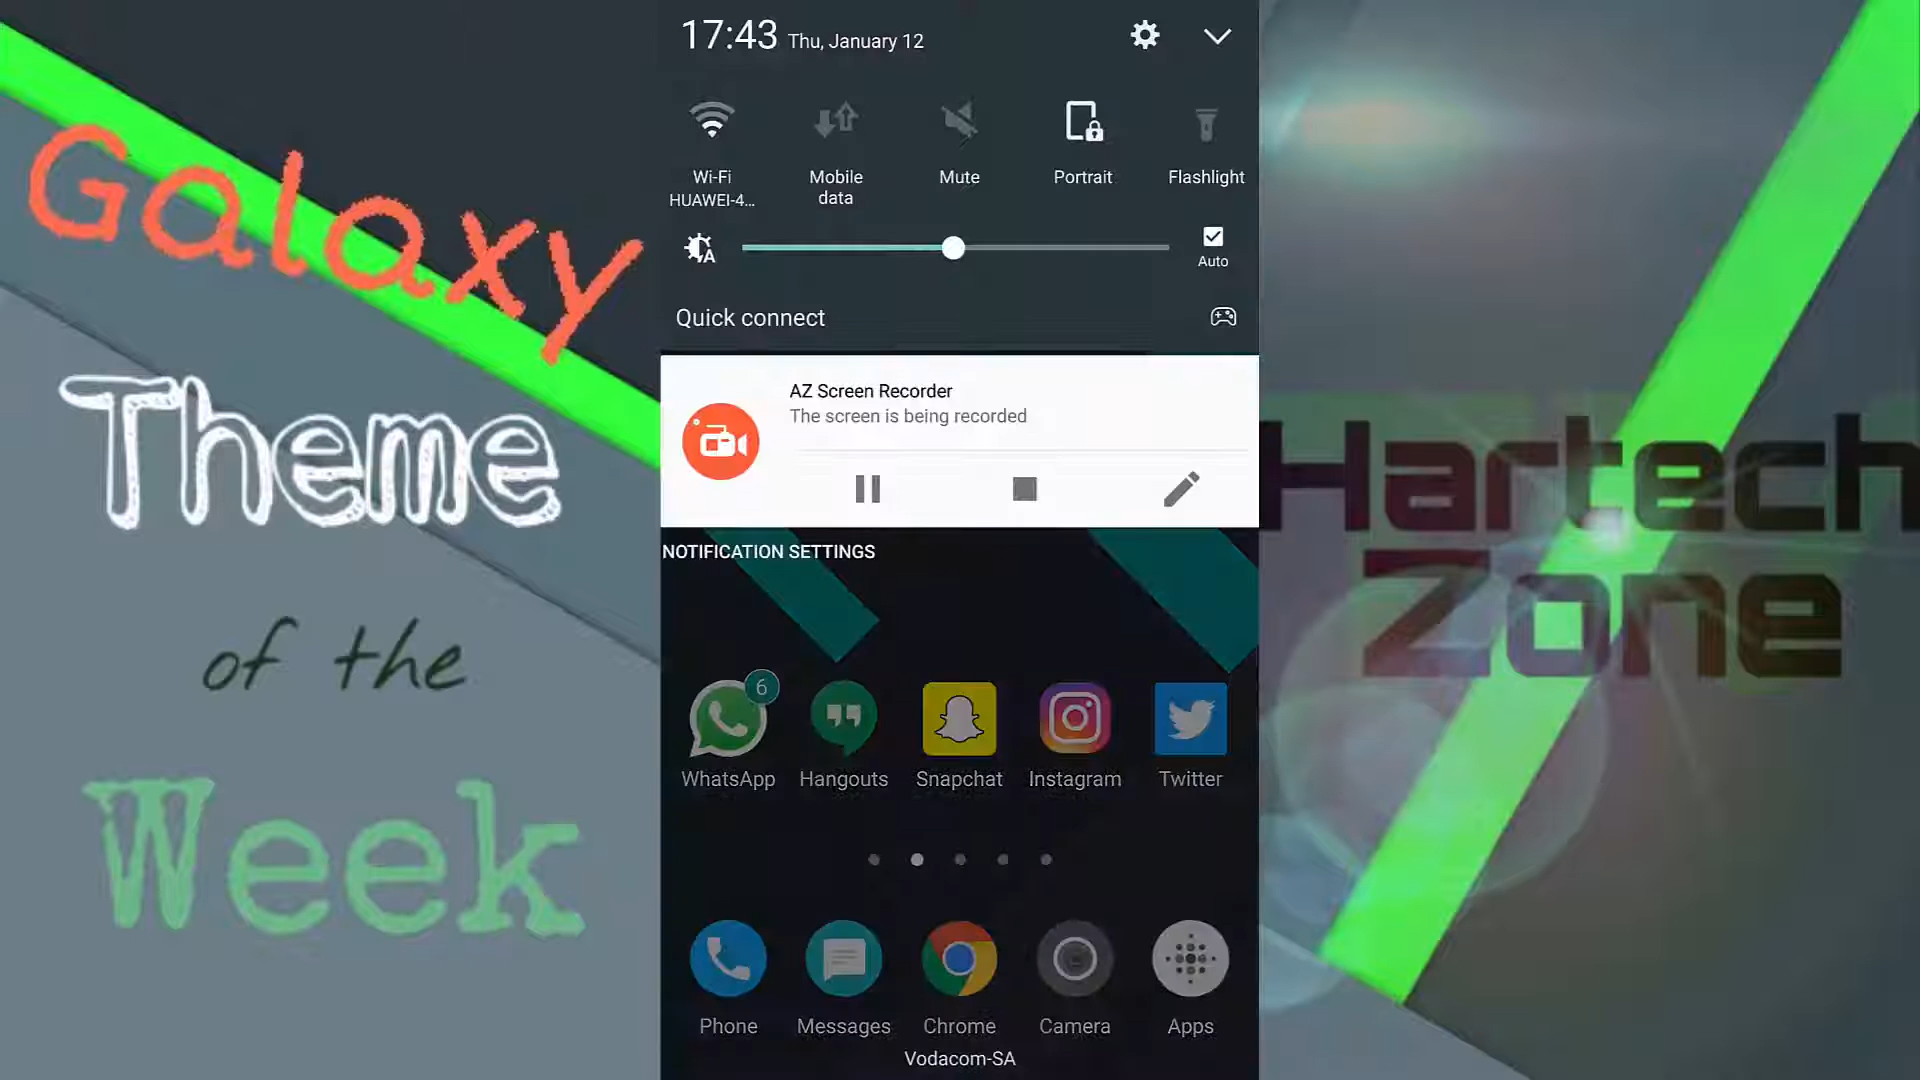 Galaxy
Theme
of the
Week
17:43 Thu, January 12
Wi-Fi
HUAWEI-4...
Mobile
data
Mute
Portrait
Flashlight
A
Auto
Quick connect
AZ Screen Recorder
The screen is being recorded
NOTIFICATION SETTINGS
6
WhatsApp Hangouts Snapchat Instagram Twitter
Phone Messages Chrome Camera Apps
Vodacom-SA
Hartech
Zone